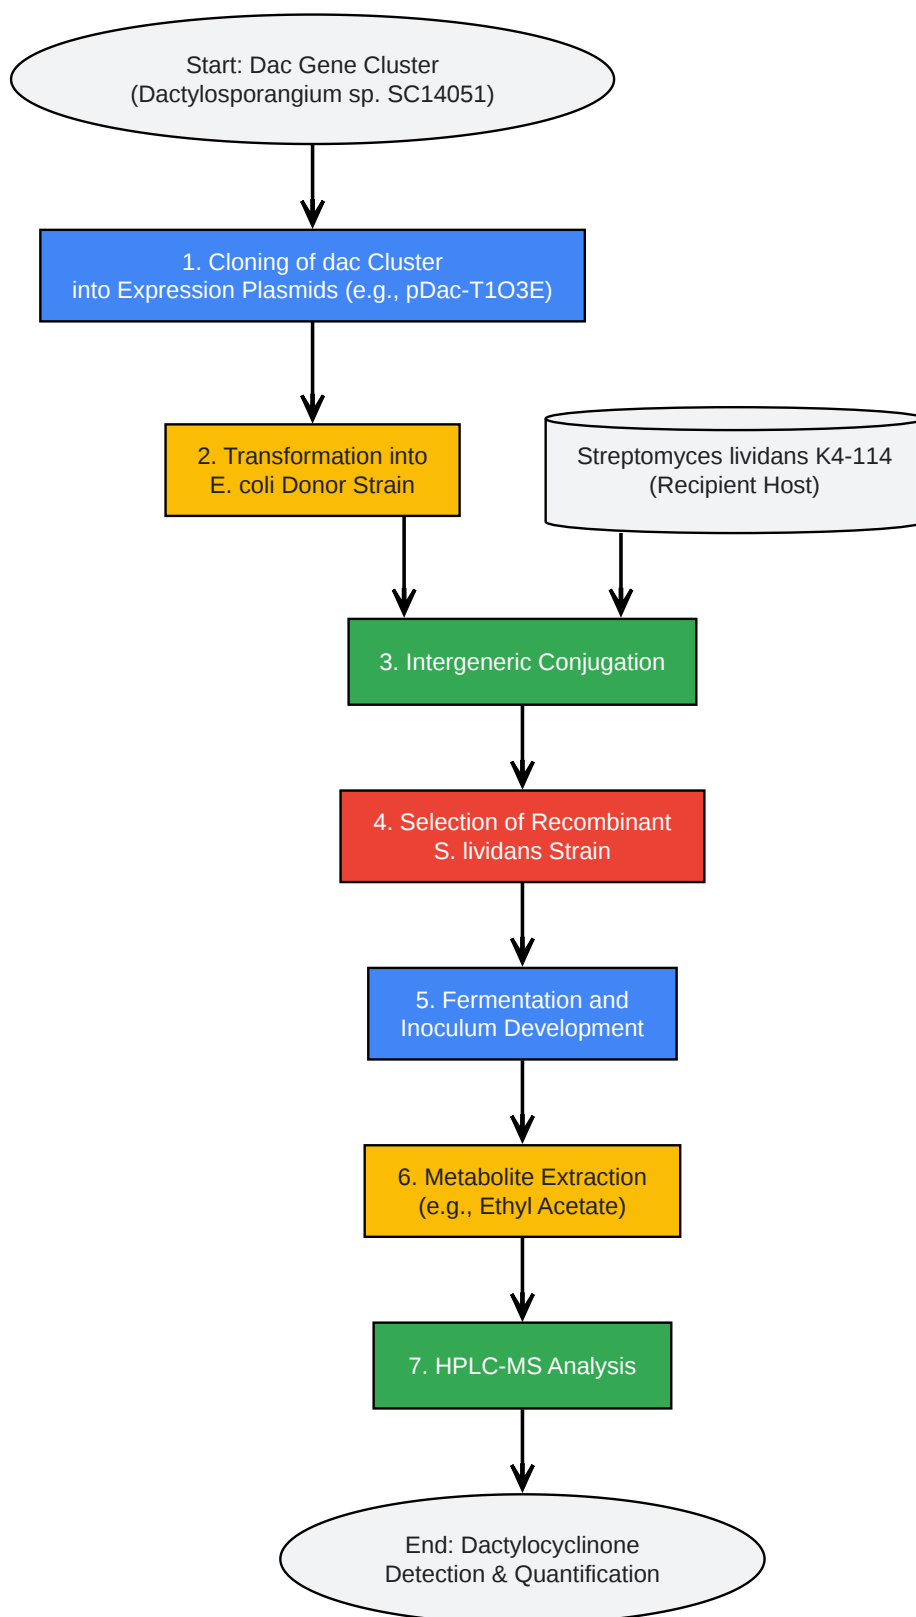 Start: Dac Gene Cluster
(Dactylosporangium sp. SC14051)
1. Cloning of dac Cluster
into Expression Plasmids (e.g., pDac-T1O3E)
2. Transformation into
E. coli Donor Strain
Streptomyces lividans K4-114
(Recipient Host)
3. Intergeneric Conjugation
4. Selection of Recombinant
S. lividans Strain
5. Fermentation and
Inoculum Development
6. Metabolite Extraction
(e.g., Ethyl Acetate)
7. HPLC-MS Analysis
End: Dactylocyclinone
Detection & Quantification